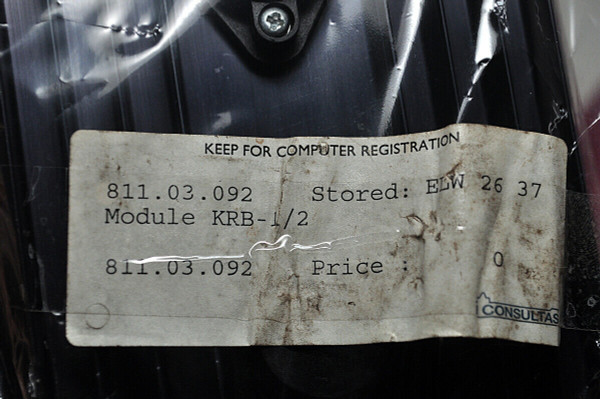 KEEP FOR COMPUTER REGISTRATION
811.03.092 Stored: ELW 26 37
Module KRB-1/2
811.03.092 Price : 0
CONSULTAS